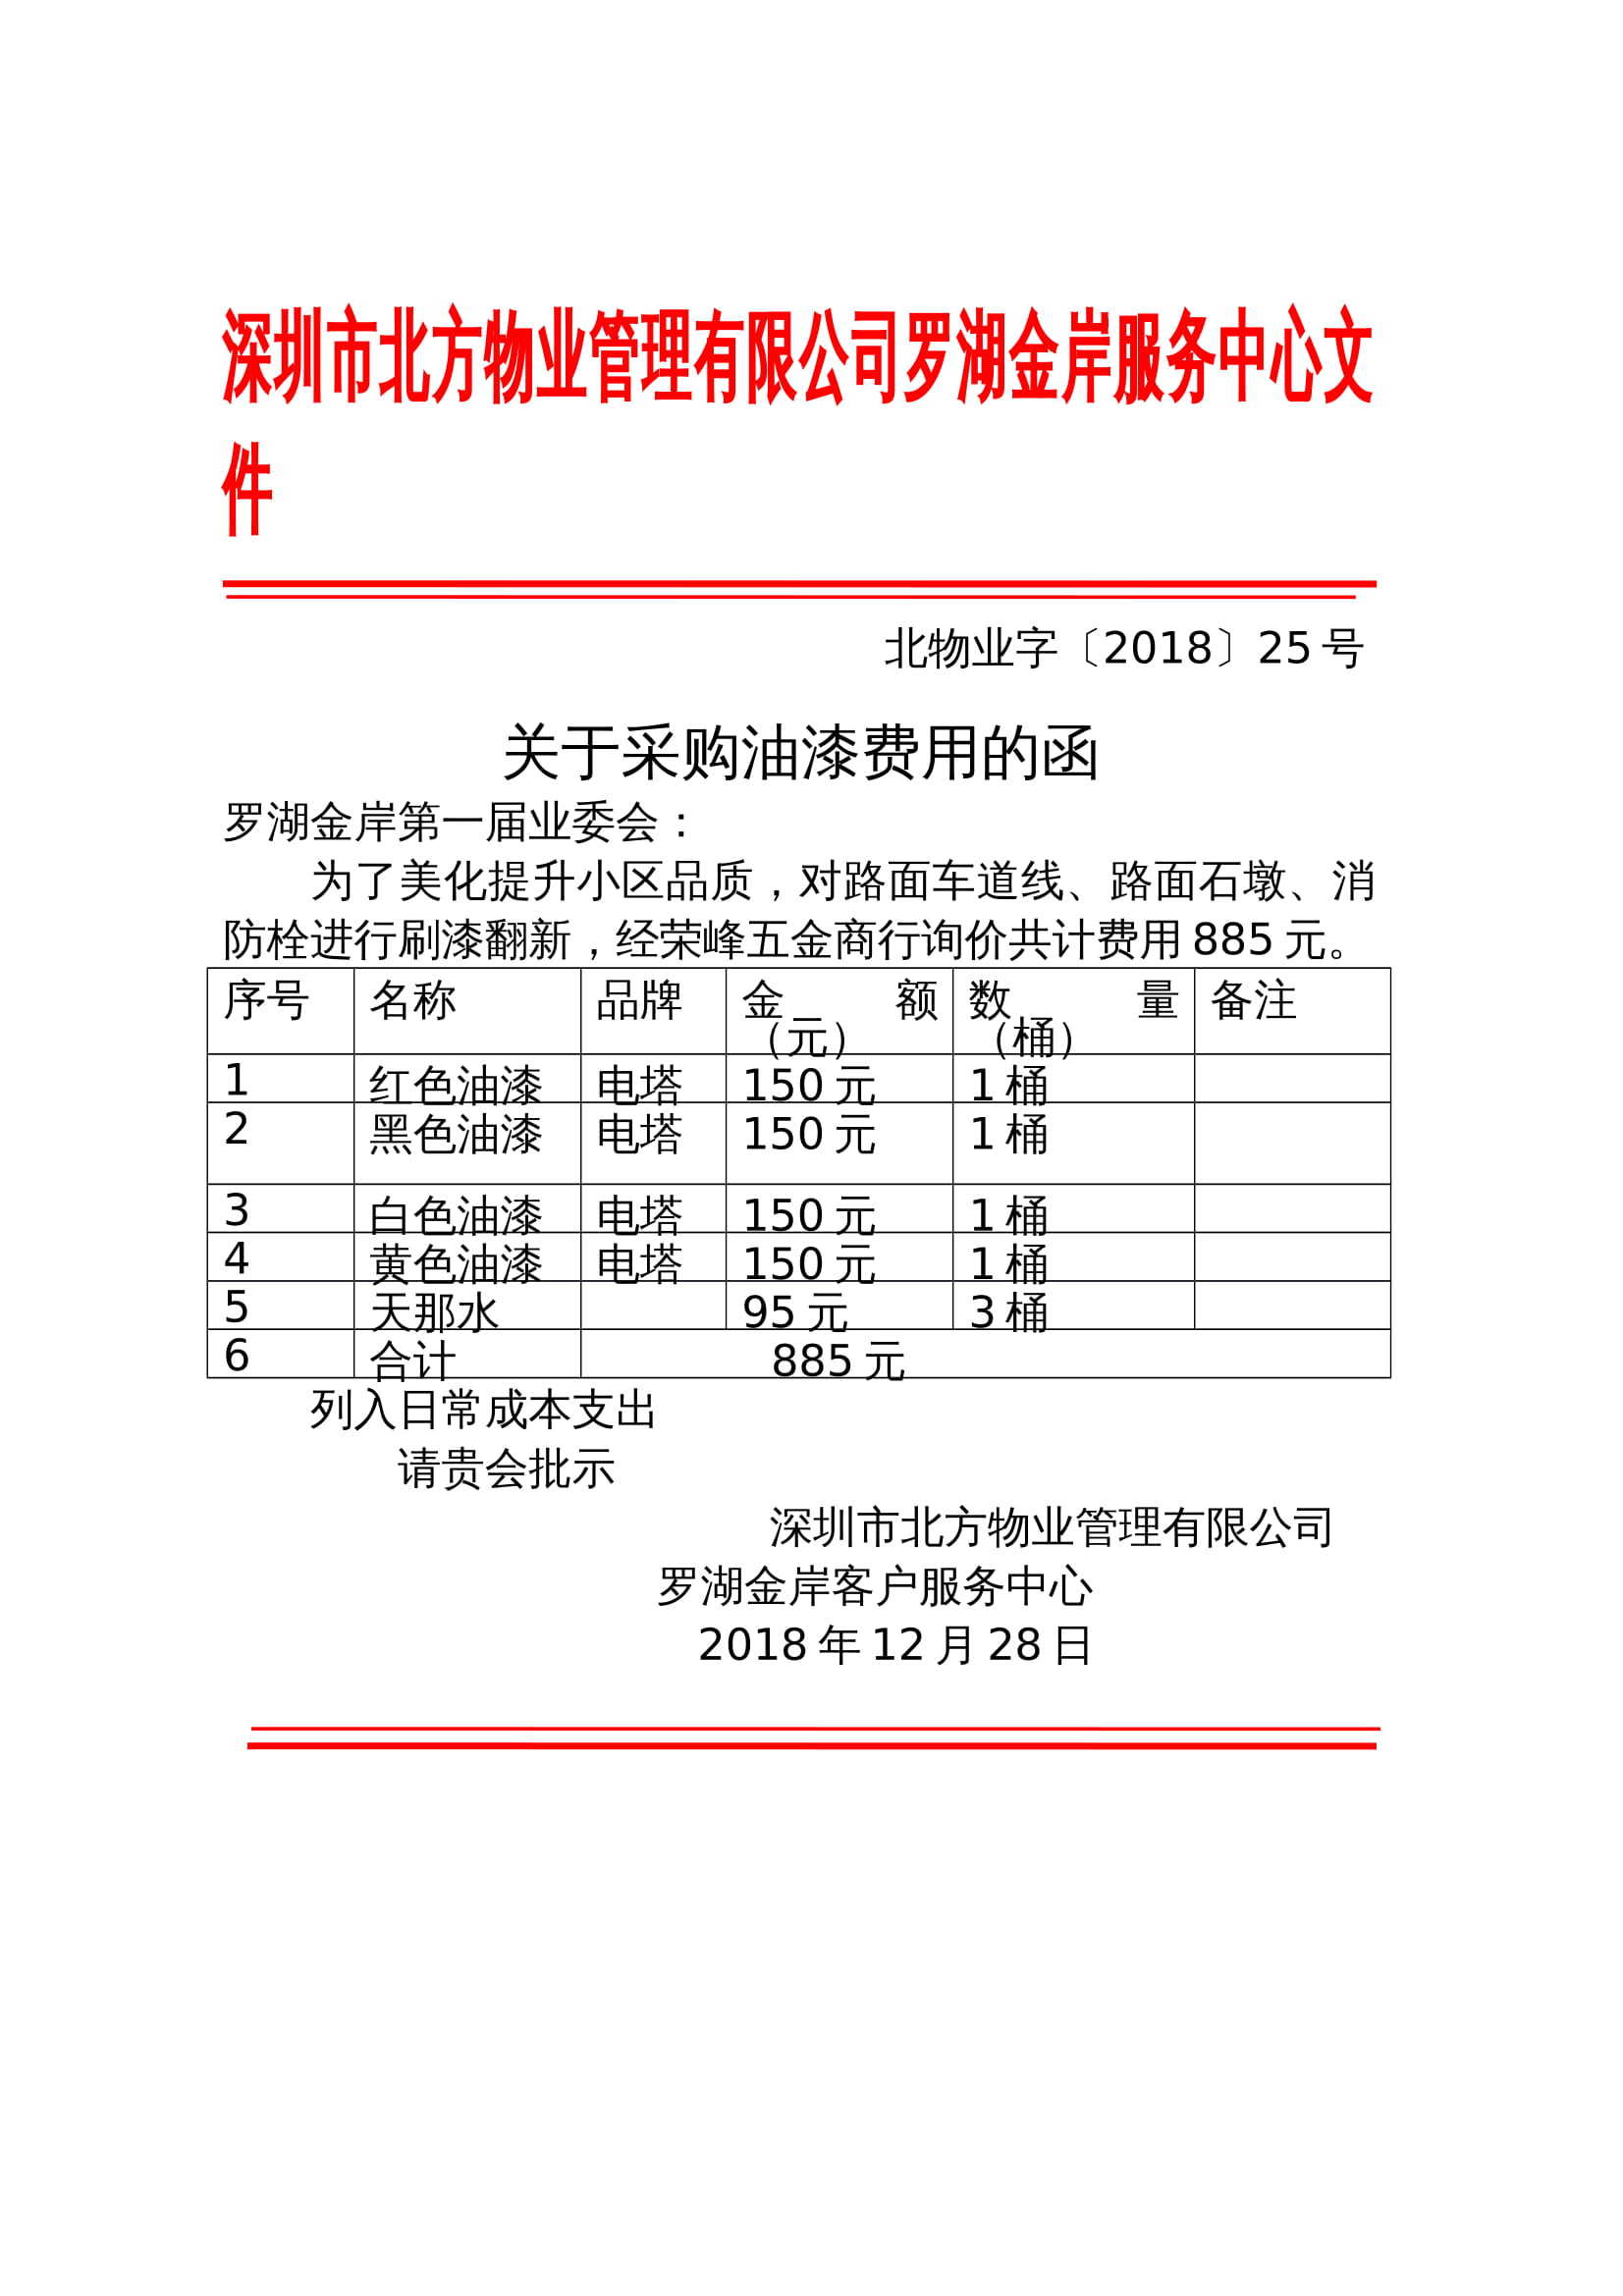 深圳市北方物业管理有限公司罗湖金岸服务中心文
件
北物业字〔2018〕25 号
关于采购油漆费用的函
罗湖金岸第一届业委会：
为了美化提升小区品质，对路面车道线、路面石墩、消
防栓进行刷漆翻新，经荣峰五金商行询价共计费用 885 元。
序号 名称 品牌 金额（元） 数量（桶） 备注
1 红色油漆 电塔 150 元 1 桶
2 黑色油漆 电塔 150 元 1 桶
3 白色油漆 电塔 150 元 1 桶
4 黄色油漆 电塔 150 元 1 桶
5 天那水 95 元 3 桶
6 合计 885 元
列入日常成本支出
请贵会批示
深圳市北方物业管理有限公司
罗湖金岸客户服务中心
2018 年 12 月 28 日